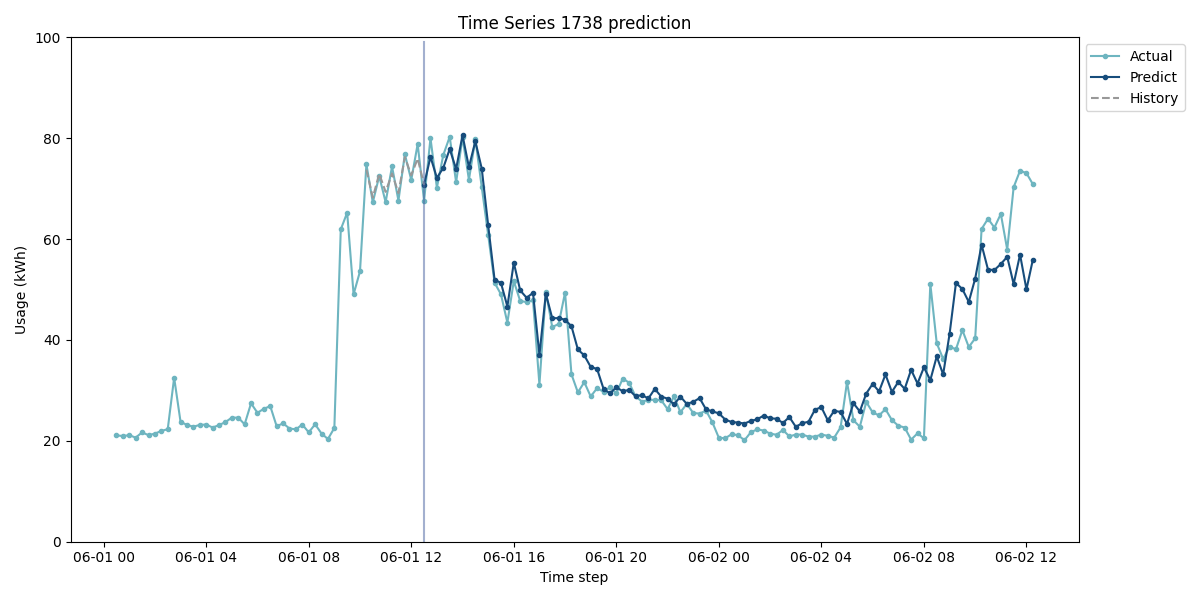 Time Series 1738 prediction
Actual
Predict
History
Usage (kWh)
100
80
60
40
20
0
06-01 00
06-01 04
06-01 08
06-01 12
06-01 16
06-01 20
06-02 00
06-02 04
06-02 08
06-02 12
Time step